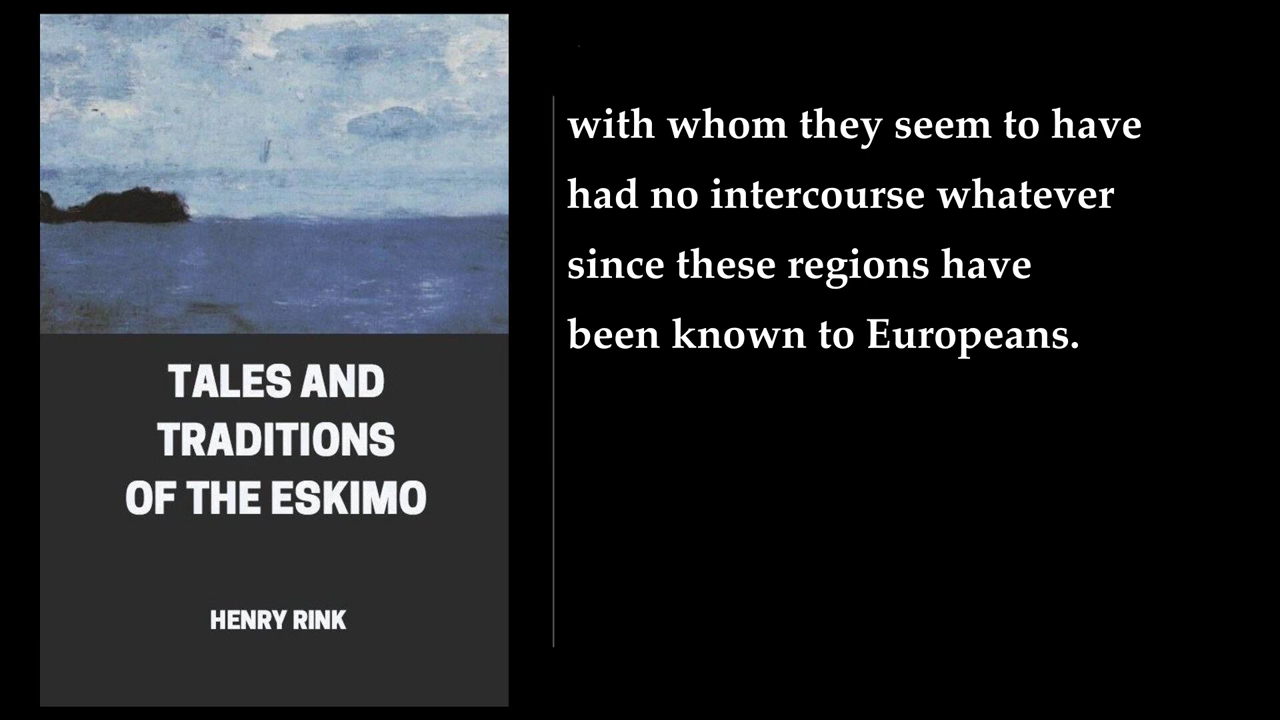 TALES AND
TRADITIONS
OF THE ESKIMO
HENRY RINK
with whom they seem to have
had no intercourse whatever
since these regions have
been known to Europeans.